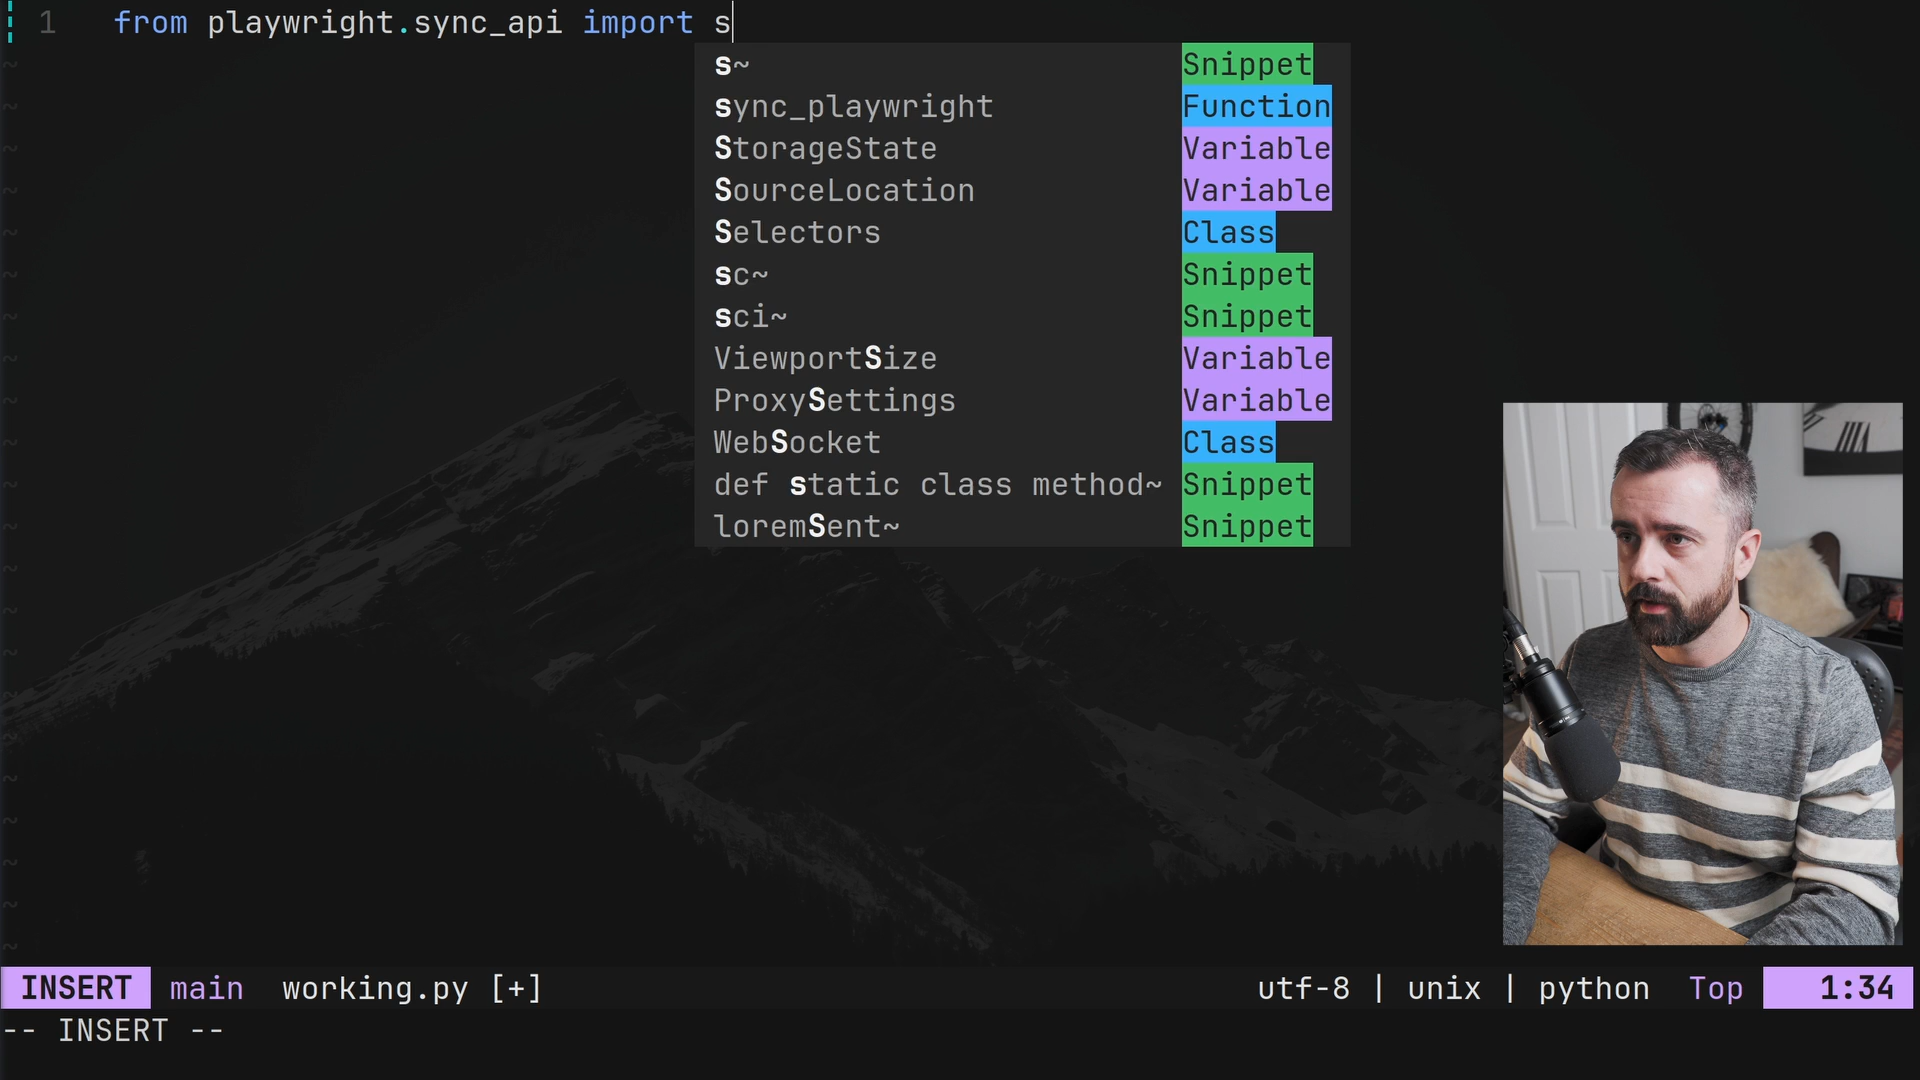 1 from playwright.sync_api import s
s~ Snippet
sync_playwright Function
StorageState Variable
SourceLocation Variable
Selectors Class
sc~ Snippet
sci~ Snippet
ViewportSize Variable
ProxySettings Variable
WebSocket Class
def static class method~ Snippet
loremSent~ Snippet
INSERT main working.py [+] utf-8 | unix | python Top 1:34
-- INSERT --